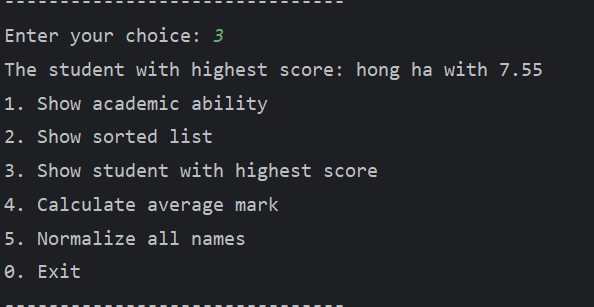 -------------------------------
Enter your choice: 3
The student with highest score: hong ha with 7.55
1. Show academic ability
2. Show sorted list
3. Show student with highest score
4. Calculate average mark
5. Normalize all names
0. Exit
-------------------------------